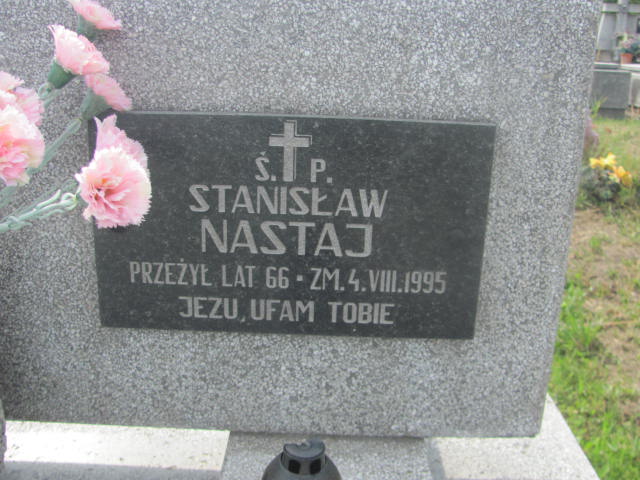 Ś. P.
STANISŁAW
NASTAJ
PRZEŻYŁ LAT 66 • ZM. 4. VIII. 1995
JEZU, UFAM TOBIE